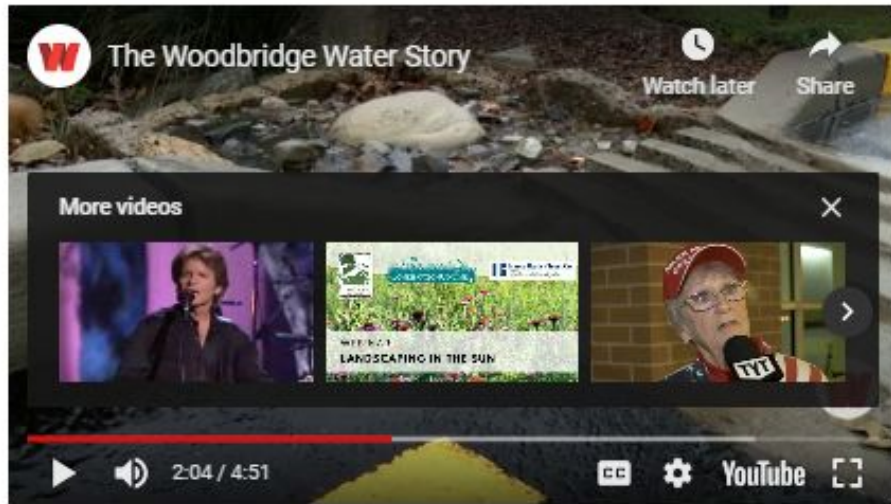 W The Woodbridge Water Story
Watch later Share
More videos
WEBINAR
LANDSCAPING IN THE SUN
TYT
2:04 / 4:51
CC YouTube